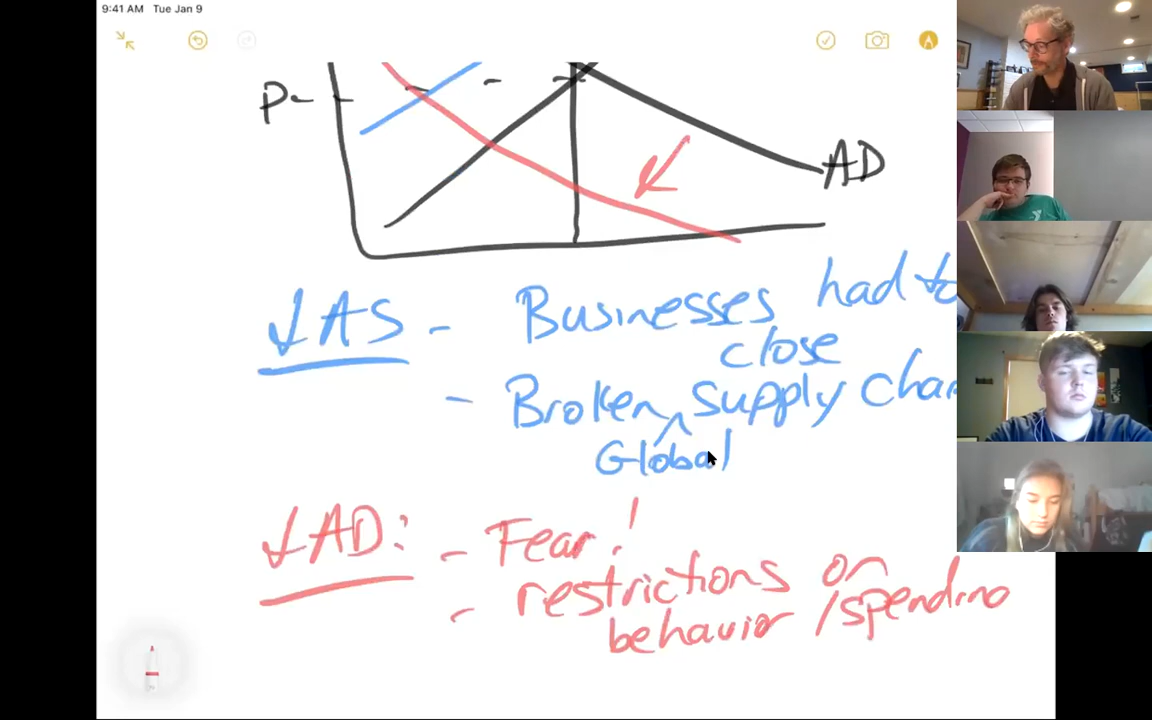 9:41 AM Tue Jan 9
P
AD
↓AS - Businesses had to
close
- Broken ^ supply
Global
↓AD: - Fear!
- restrictions on
behavior / spending